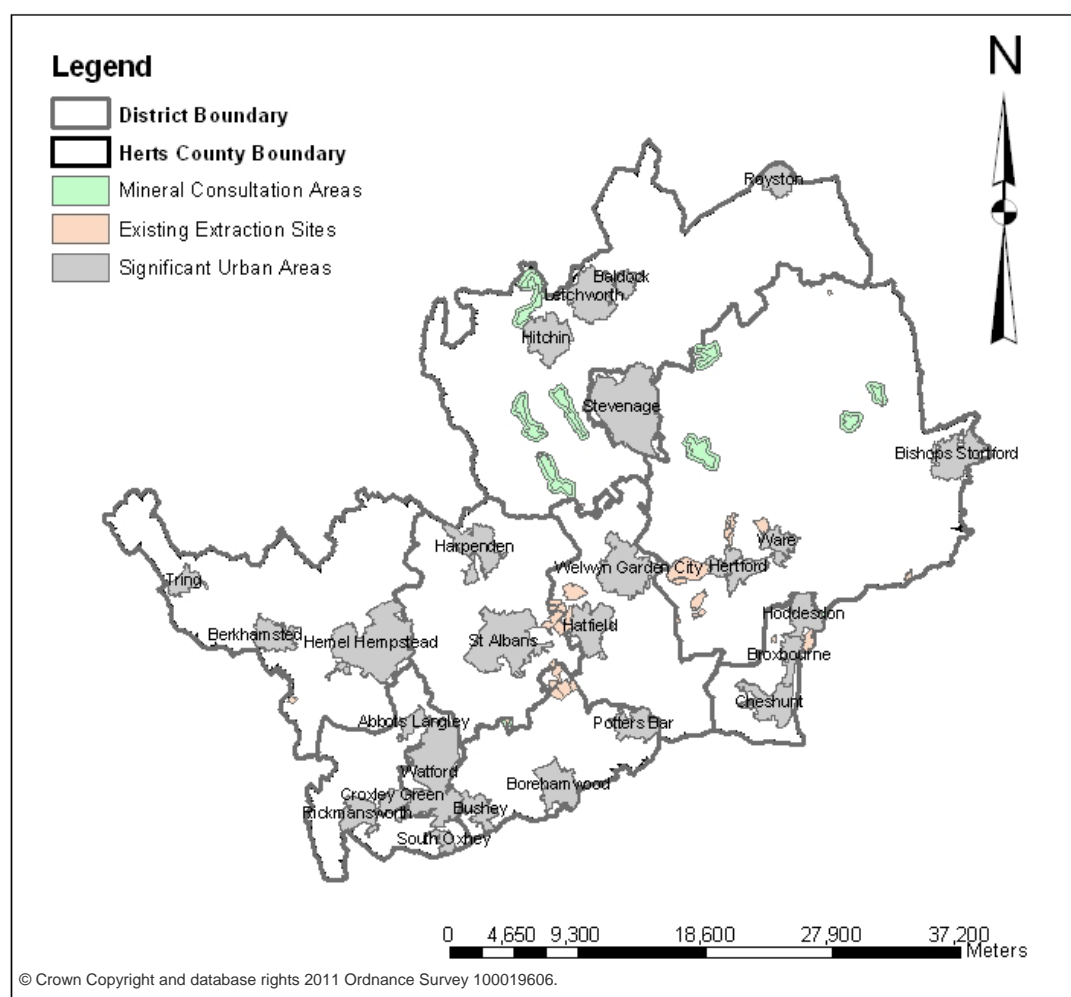 Legend
District Boundary
Herts County Boundary
Mineral Consultation Areas
Existing Extraction Sites
Significant Urban Areas
N
Royston
Baldock
Letchworth
Hitchin
Stevenage
Bishops Stortford
Harpenden
Welwyn Garden City
Hertford
Ware
Tring
Berkhamsted
Hemel Hempstead
St Albans
Hatfield
Hoddesdon
Broxbourne
Cheshunt
Abbots Langley
Potters Bar
Watford
Borehamwood
Croxley Green
Rickmansworth
Bushey
South Oxhey
0 4,650 9,300 18,600 27,900 37,200
Meters
© Crown Copyright and database rights 2011 Ordnance Survey 100019606.